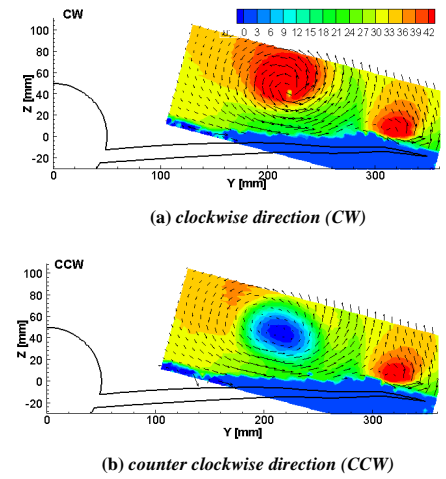 CW
0 3 6 9 12 15 18 21 24 27 30 33 36 39 42
100
80
60
40
20
0
-20
Z [mm]
0 100 200 300
Y [mm]
(a) clockwise direction (CW)
CCW
100
80
60
40
20
0
-20
Z [mm]
0 100 200 300
Y [mm]
(b) counter clockwise direction (CCW)